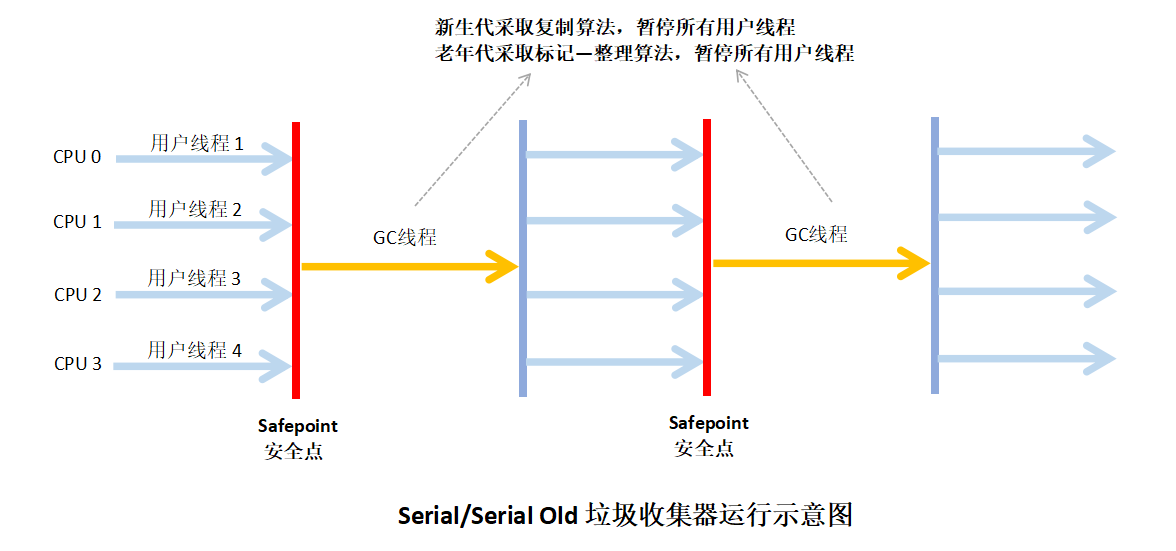 新生代采取复制算法，暂停所有用户线程
老年代采取标记—整理算法，暂停所有用户线程
CPU 0
用户线程 1
CPU 1
用户线程 2
GC线程
GC线程
CPU 2
用户线程 3
CPU 3
用户线程 4
Safepoint
安全点
Safepoint
安全点
Serial/Serial Old 垃圾收集器运行示意图